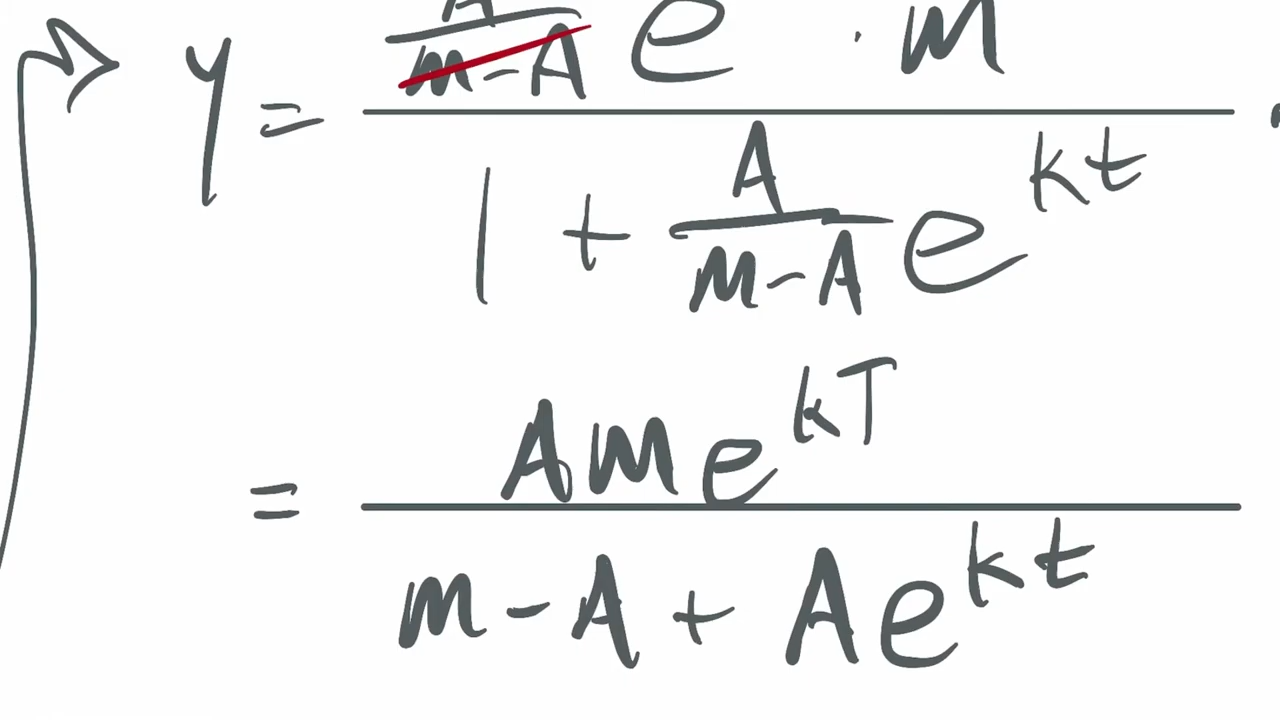 y = A/(m-A) e · m
1 + A/(m-A) e^kt
= Ame^kT
m-A + Ae^kt